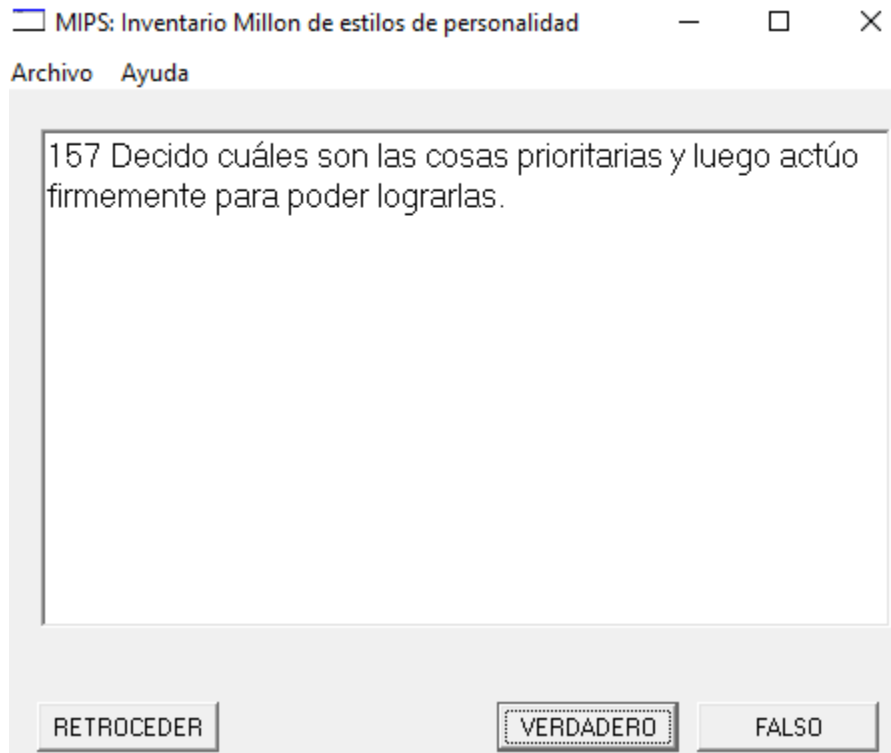 MIPS: Inventario Millon de estilos de personalidad
Archivo Ayuda
157 Decido cuáles son las cosas prioritarias y luego actúo
firmemente para poder lograrlas.
RETROCEDER VERDADERO FALSO